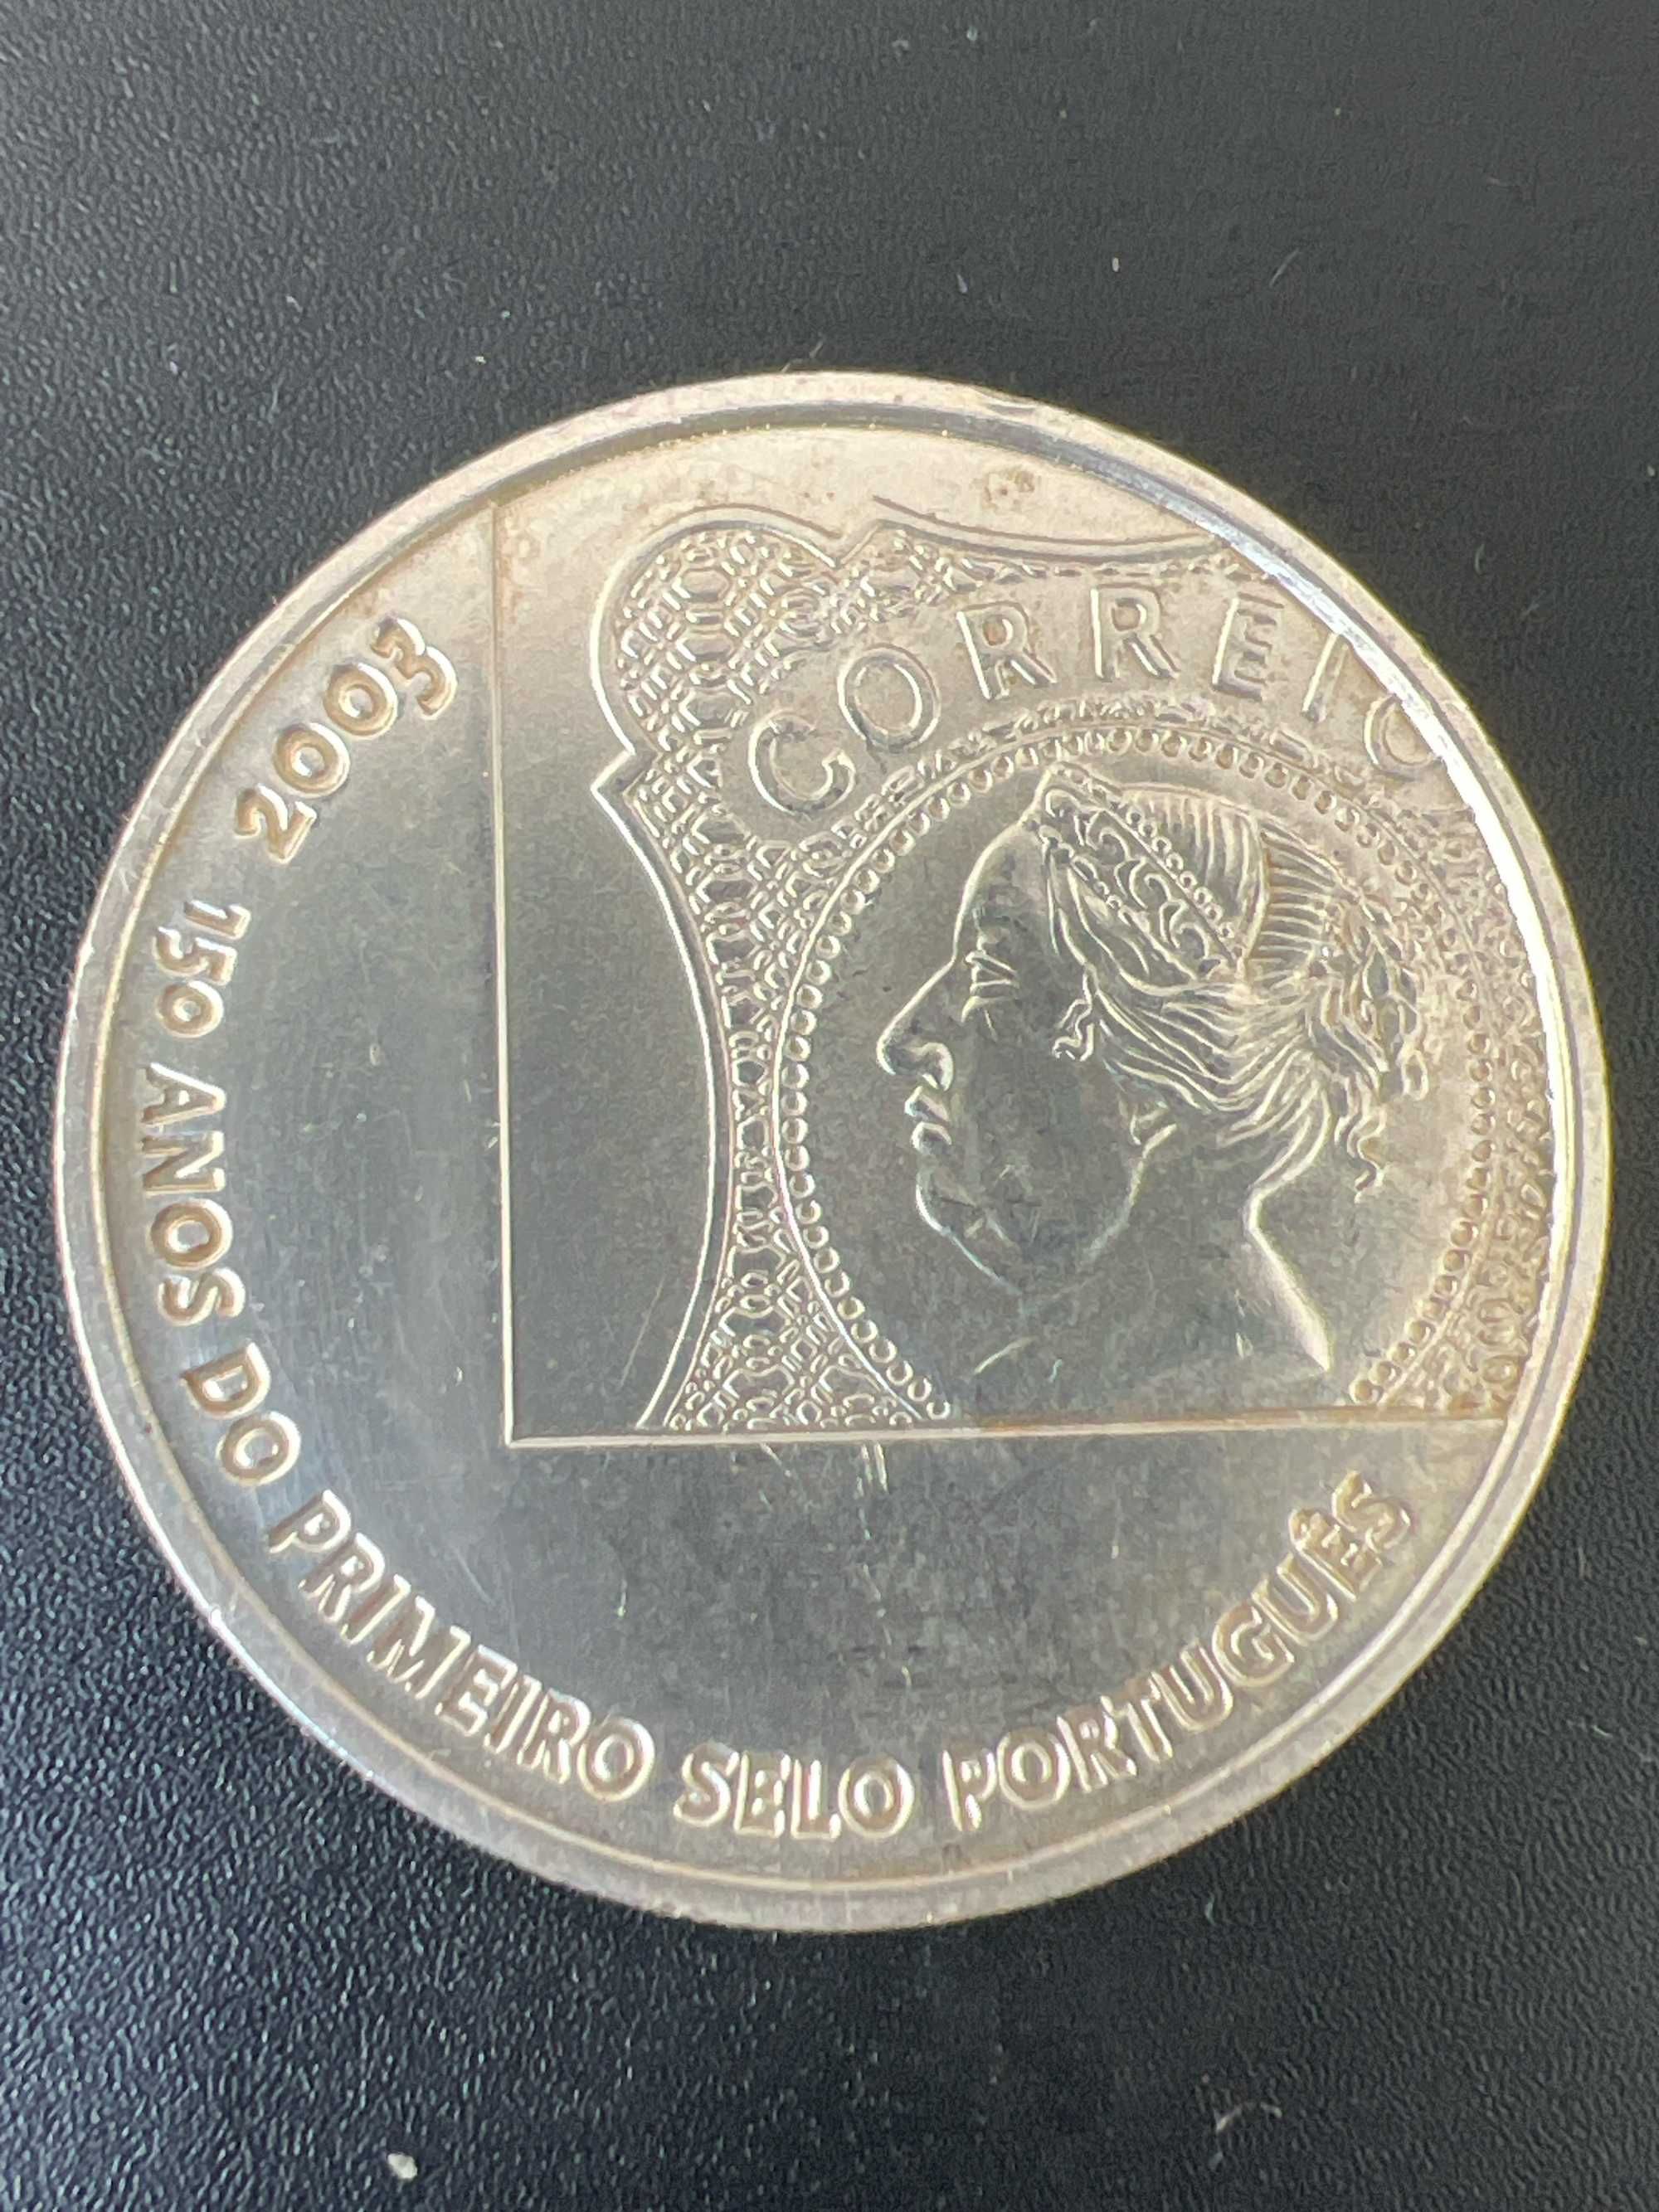 2003
150 ANOS DO PRIMEIRO SELO PORTUGUÊS
CORREIO